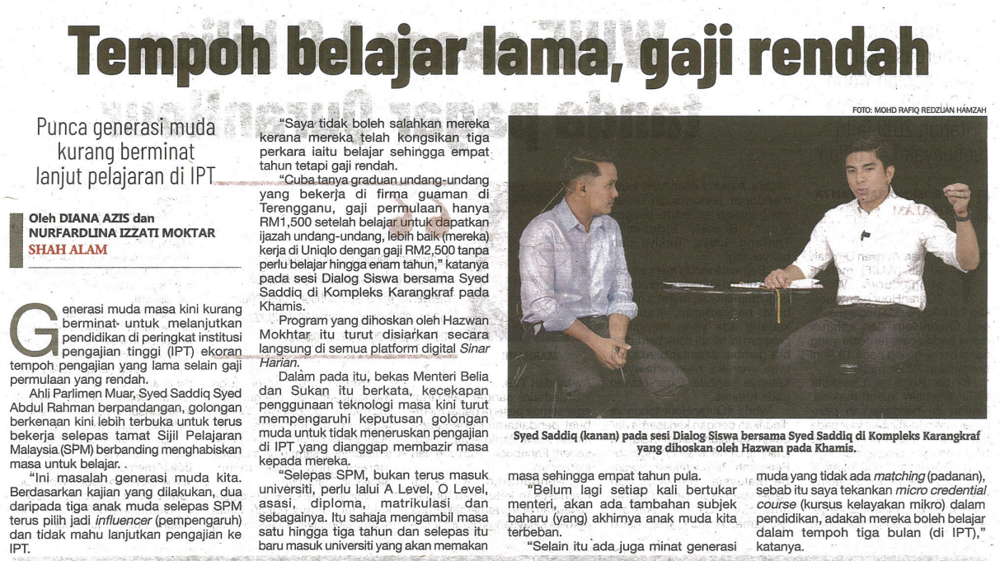 Tempoh belajar lama, gaji rendah
FOTO: MOHD RAFIQ REDZUAN HAMZAH
Punca generasi muda
kurang berminat
lanjut pelajaran di IPT
Oleh DIANA AZIS dan
NURFARDLINA IZZATI MOKTAR
SHAH ALAM
Generasi muda masa kini kurang
berminat untuk melanjutkan
pendidikan di peringkat institusi
pengajian tinggi (IPT) ekoran
tempoh pengajian yang lama selain gaji
permulaan yang rendah.
Ahli Parlimen Muar, Syed Saddiq Syed
Abdul Rahman berpandangan, golongan
berkenaan kini lebih terbuka untuk terus
bekerja selepas tamat Sijil Pelajaran
Malaysia (SPM) berbanding menghabiskan
masa untuk belajar.
"Ini masalah generasi muda kita.
Berdasarkan kajian yang dilakukan, dua
daripada tiga anak muda selepas SPM
terus pilih jadi influencer (pempengaruh)
dan tidak mahu lanjutkan pengajian ke
IPT.
"Saya tidak boleh salahkan mereka
kerana mereka telah kongsikan tiga
perkara iaitu belajar sehingga empat
tahun tetapi gaji rendah.
"Cuba tanya graduan undang-undang
yang bekerja di firma guaman di
Terengganu, gaji permulaan hanya
RM1,500 setelah belajar untuk dapatkan
ijazah undang-undang, lebih baik (mereka)
kerja di Uniqlo dengan gaji RM2,500 tanpa
perlu belajar hingga enam tahun," katanya
pada sesi Dialog Siswa bersama Syed
Saddiq di Kompleks Karangkraf pada
Khamis.
Program yang dihoskan oleh Hazwan
Mokhtar itu turut disiarkan secara
langsung di semua platform digital Sinar
Harian.
Dalam pada itu, bekas Menteri Belia
dan Sukan itu berkata, kecekapan
penggunaan teknologi masa kini turut
mempengaruhi keputusan golongan
muda untuk tidak meneruskan pengajian
di IPT yang dianggap membazir masa
kepada mereka.
"Selepas SPM, bukan terus masuk
universiti, perlu lalui A Level, O Level,
asasi, diploma, matrikulasi dan
sebagainya. Itu sahaja mengambil masa
satu hingga tiga tahun dan selepas itu
baru masuk universiti yang akan memakan
Syed Saddiq (kanan) pada sesi Dialog Siswa bersama Syed Saddiq di Kompleks Karangkraf
yang dihoskan oleh Hazwan pada Khamis.
masa sehingga empat tahun pula.
"Belum lagi setiap kali bertukar
menteri, akan ada tambahan subjek
baharu (yang) akhirnya anak muda kita
terbeban.
"Selain itu ada juga minat generasi
muda yang tidak ada matching (padanan),
sebab itu saya tekankan micro credential
course (kursus kelayakan mikro) dalam
pendidikan, adakah mereka boleh belajar
dalam tempoh tiga bulan (di IPT),"
katanya.